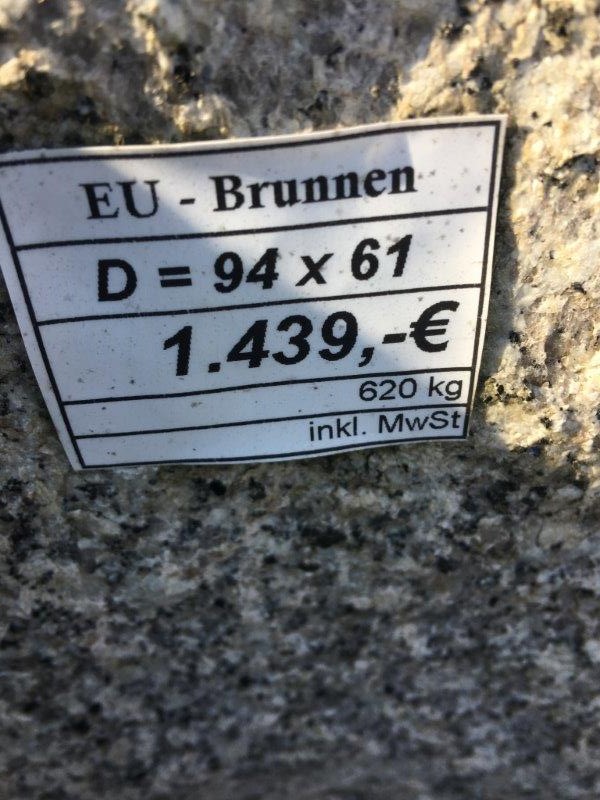 EU - Brunnen
D = 94 x 61
1.439,-€
620 kg
inkl. MwSt